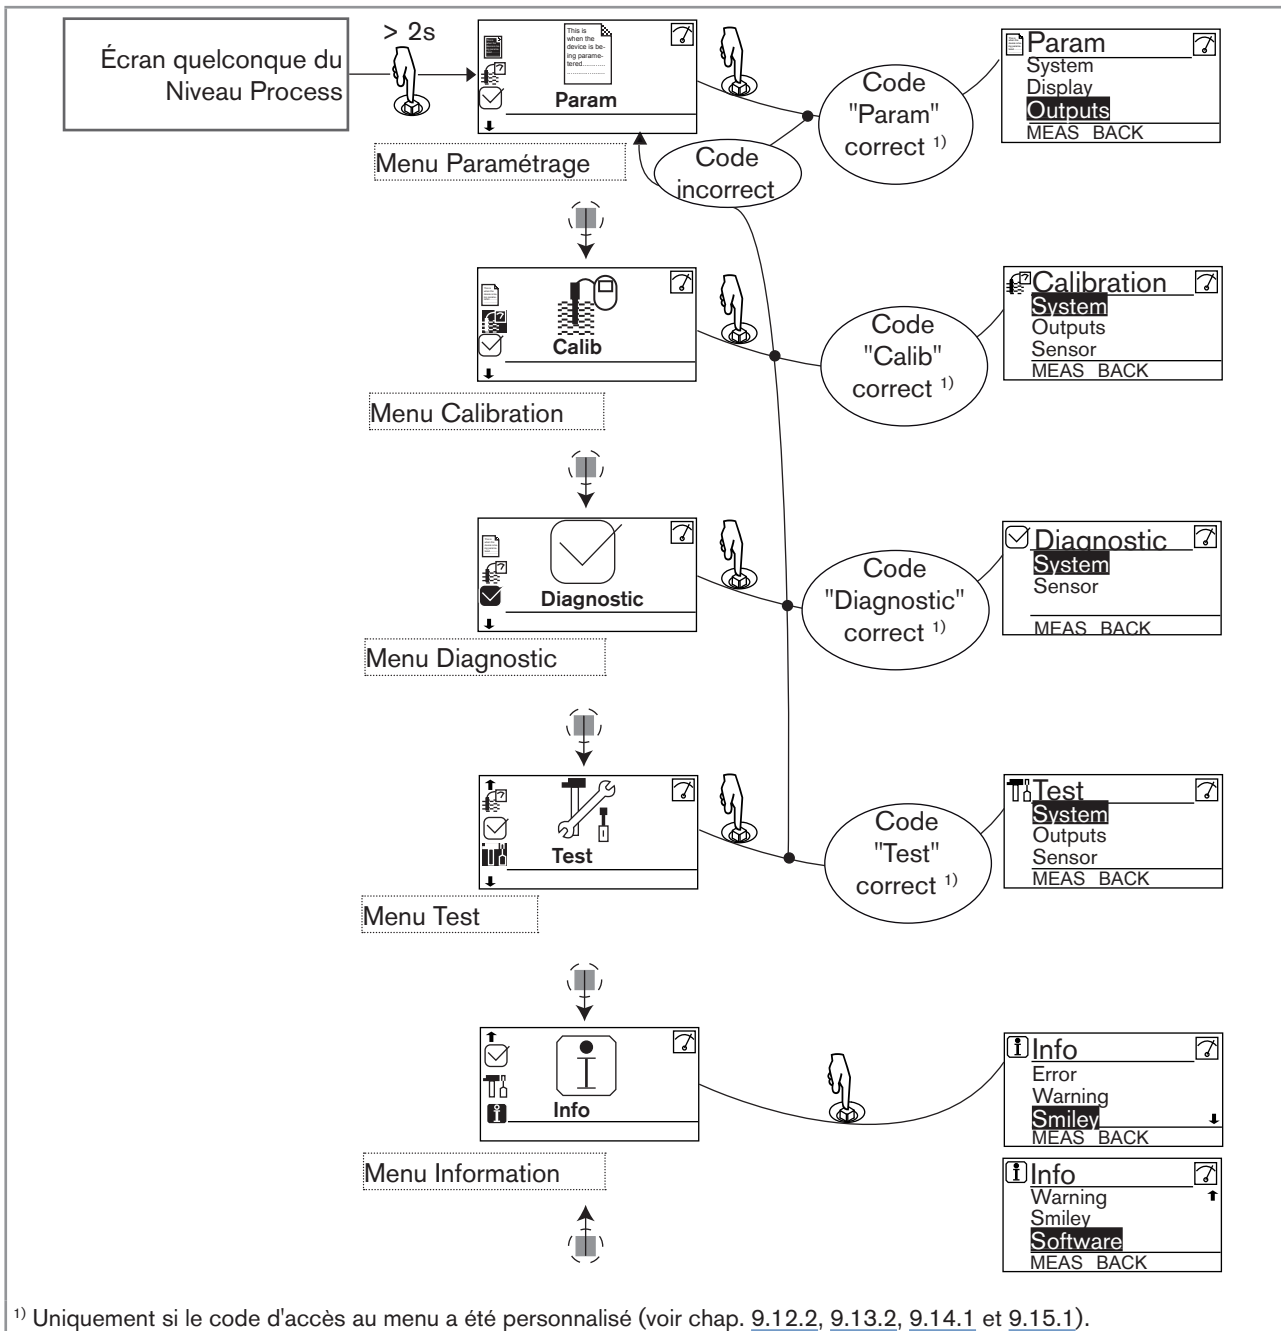 Écran quelconque du
Niveau Process
> 2s
This is
when the
device is be-
ing parame-
tered..........
Param
Menu Paramétrage
Code
"Param"
correct 1)
Code
incorrect
Param
System
Display
Outputs
MEAS BACK
Calib
Menu Calibration
Code
"Calib"
correct 1)
Calibration
System
Outputs
Sensor
MEAS BACK
Diagnostic
Menu Diagnostic
Code
"Diagnostic"
correct 1)
Diagnostic
System
Sensor
MEAS BACK
Test
Menu Test
Code
"Test"
correct 1)
Test
System
Outputs
Sensor
MEAS BACK
Info
Menu Information
Info
Error
Warning
Smiley
MEAS BACK
Info
Warning
Smiley
Software
MEAS BACK
1) Uniquement si le code d'accès au menu a été personnalisé (voir chap. 9.12.2, 9.13.2, 9.14.1 et 9.15.1).